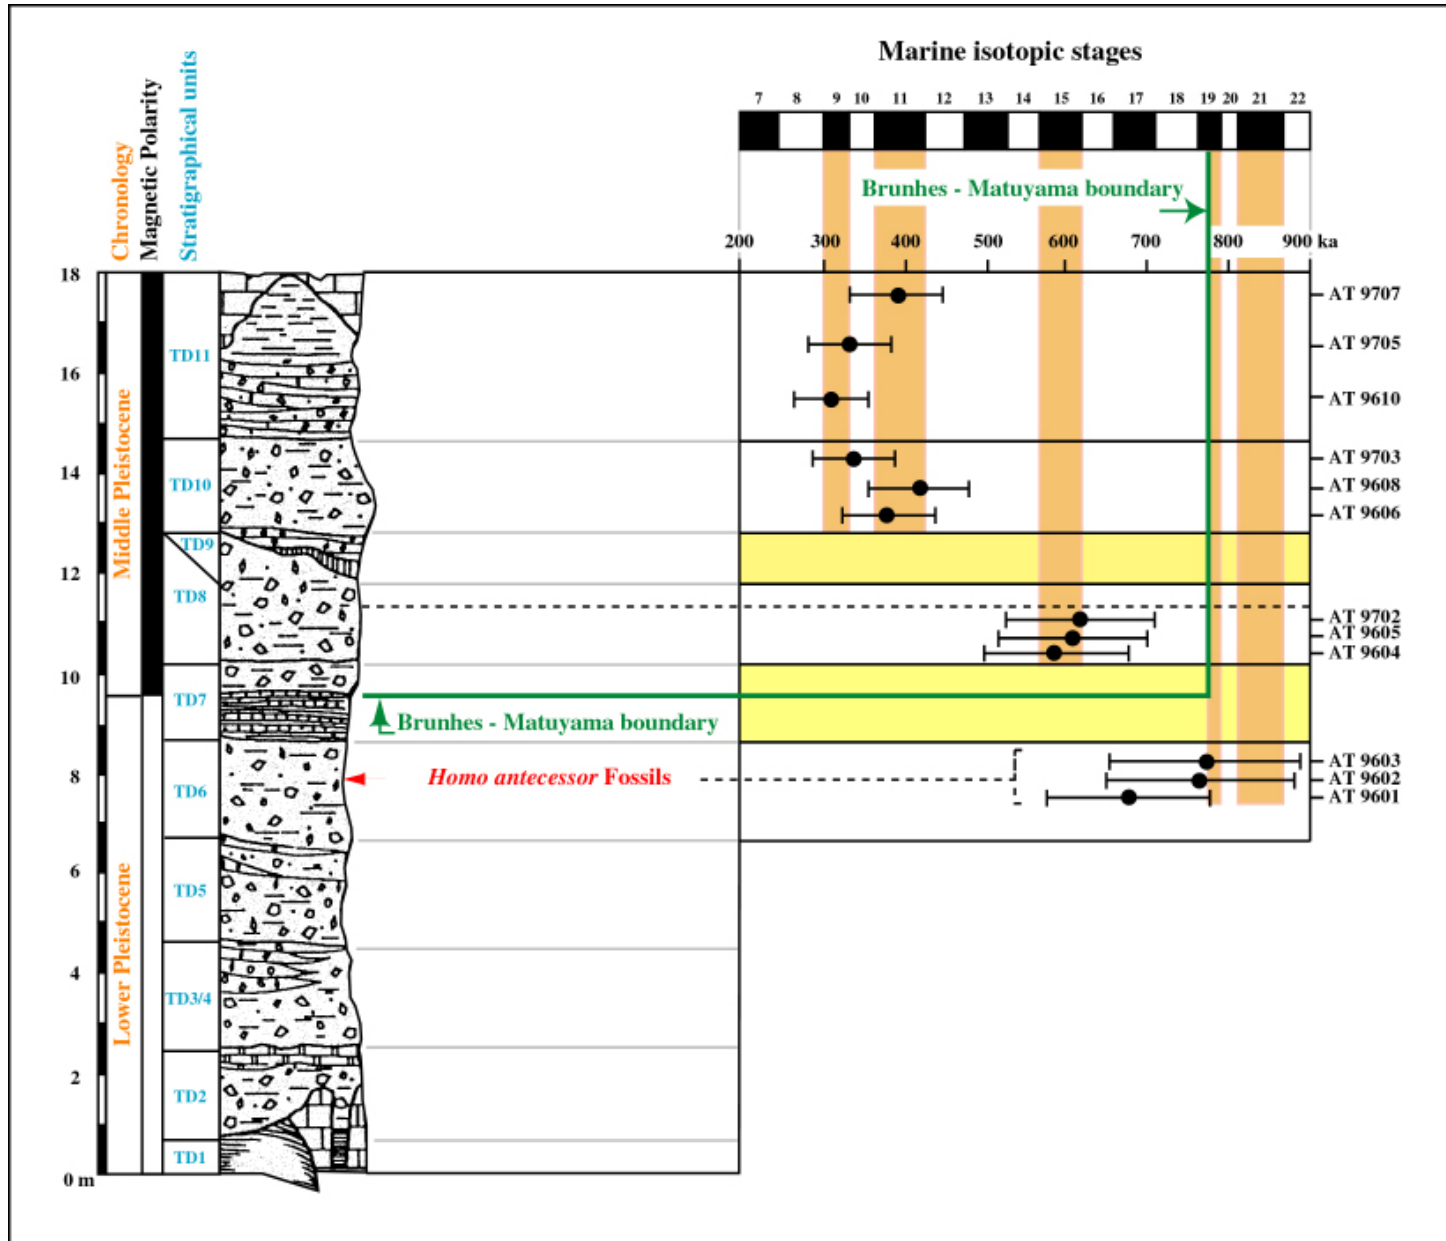 Marine isotopic stages
7 8 9 10 11 12 13 14 15 16 17 18 19 20 21 22
Chronology
Magnetic Polarity
Stratigraphical units
Brunhes - Matuyama boundary
200 300 400 500 600 700 800 900 ka
18
AT 9707
AT 9705
TD11
16
AT 9610
Middle Pleistocene
AT 9703
14
TD10
AT 9608
AT 9606
TD9
12
TD8
AT 9702
AT 9605
AT 9604
10
TD7
Brunhes - Matuyama boundary
AT 9603
8
Homo antecessor Fossils
AT 9602
TD6
AT 9601
6
TD5
Lower Pleistocene
4
TD3/4
2
TD2
TD1
0 m